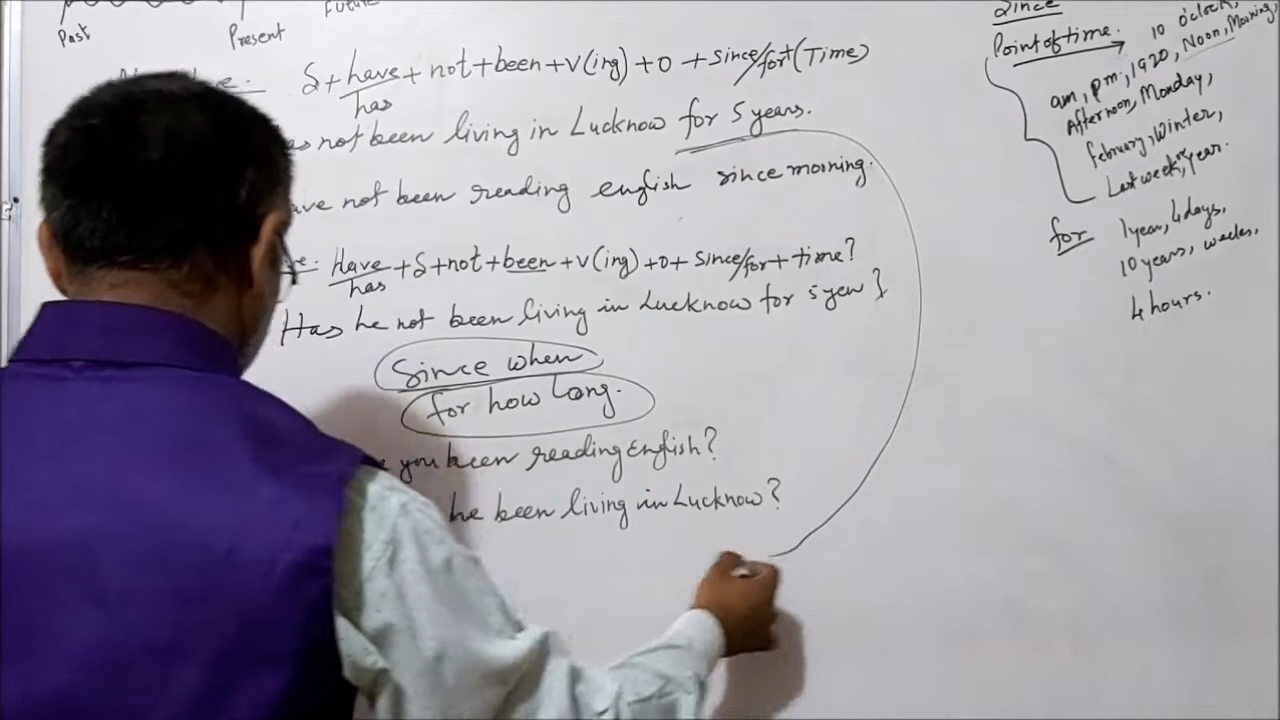 Past
Present
Future
S+have+not+been+v(ing)+o+since/for+(Time)
has
not been living in Lucknow for 5 years.
not been reading english since morning.
Have+S+not+been+v(ing)+o+since/for+time?
has
Has he not been living in Lucknow for 5 year }
Since when
for how long.
you been reading English?
he been living in Lucknow?
Since
Point of time. 10 o'clock,
am, pm, 1920, Noon, Morning,
Afternoon, Monday,
february, winter,
Last week, or year.
for 1year, 4days,
10 years, weeks,
4 hours.